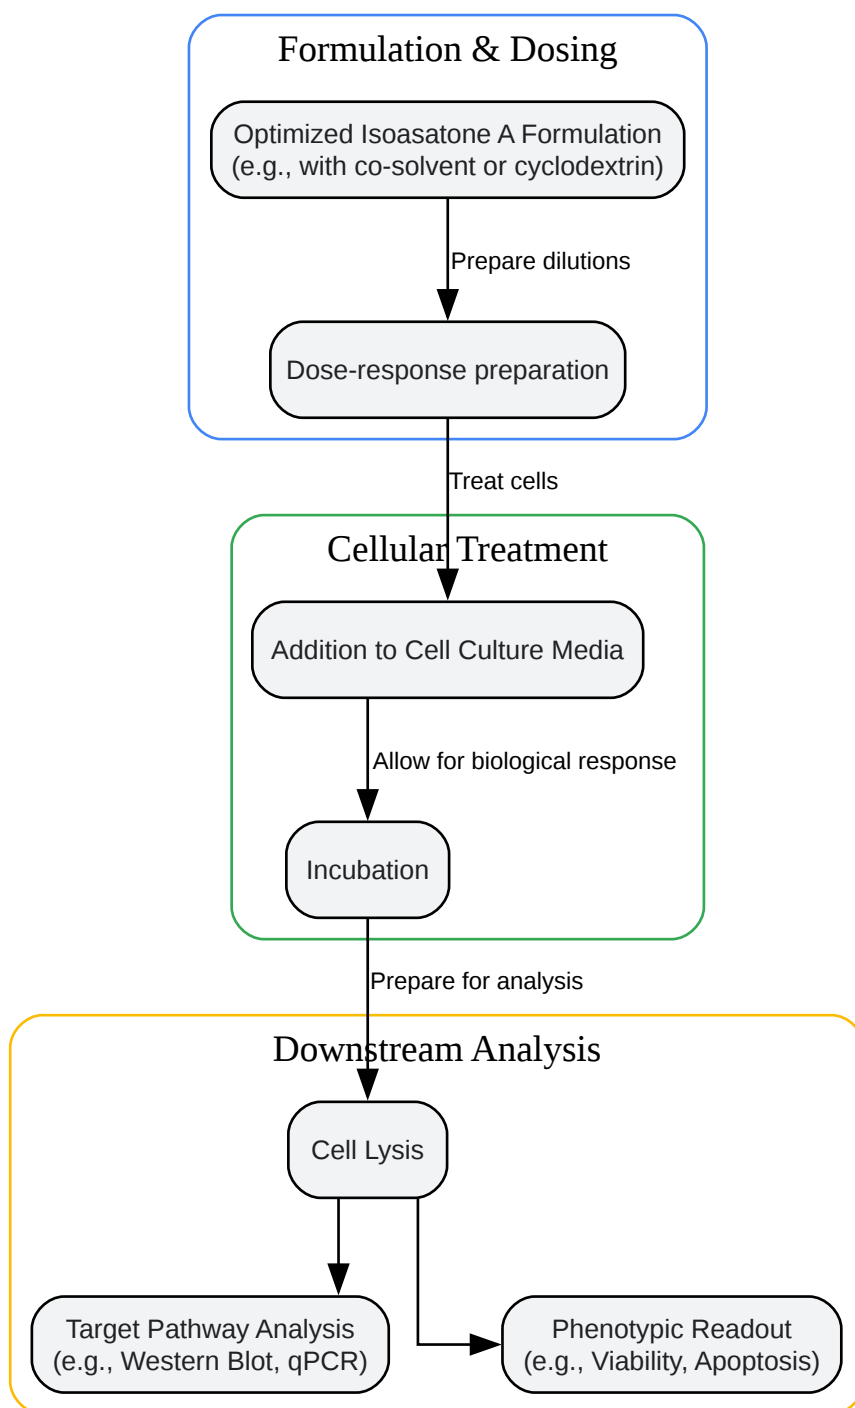 Formulation & Dosing
Optimized Isoasatone A Formulation
(e.g., with co-solvent or cyclodextrin)
Prepare dilutions
Dose-response preparation
Treat cells
Cellular Treatment
Addition to Cell Culture Media
Allow for biological response
Incubation
Prepare for analysis
Downstream Analysis
Cell Lysis
Target Pathway Analysis
(e.g., Western Blot, qPCR)
Phenotypic Readout
(e.g., Viability, Apoptosis)